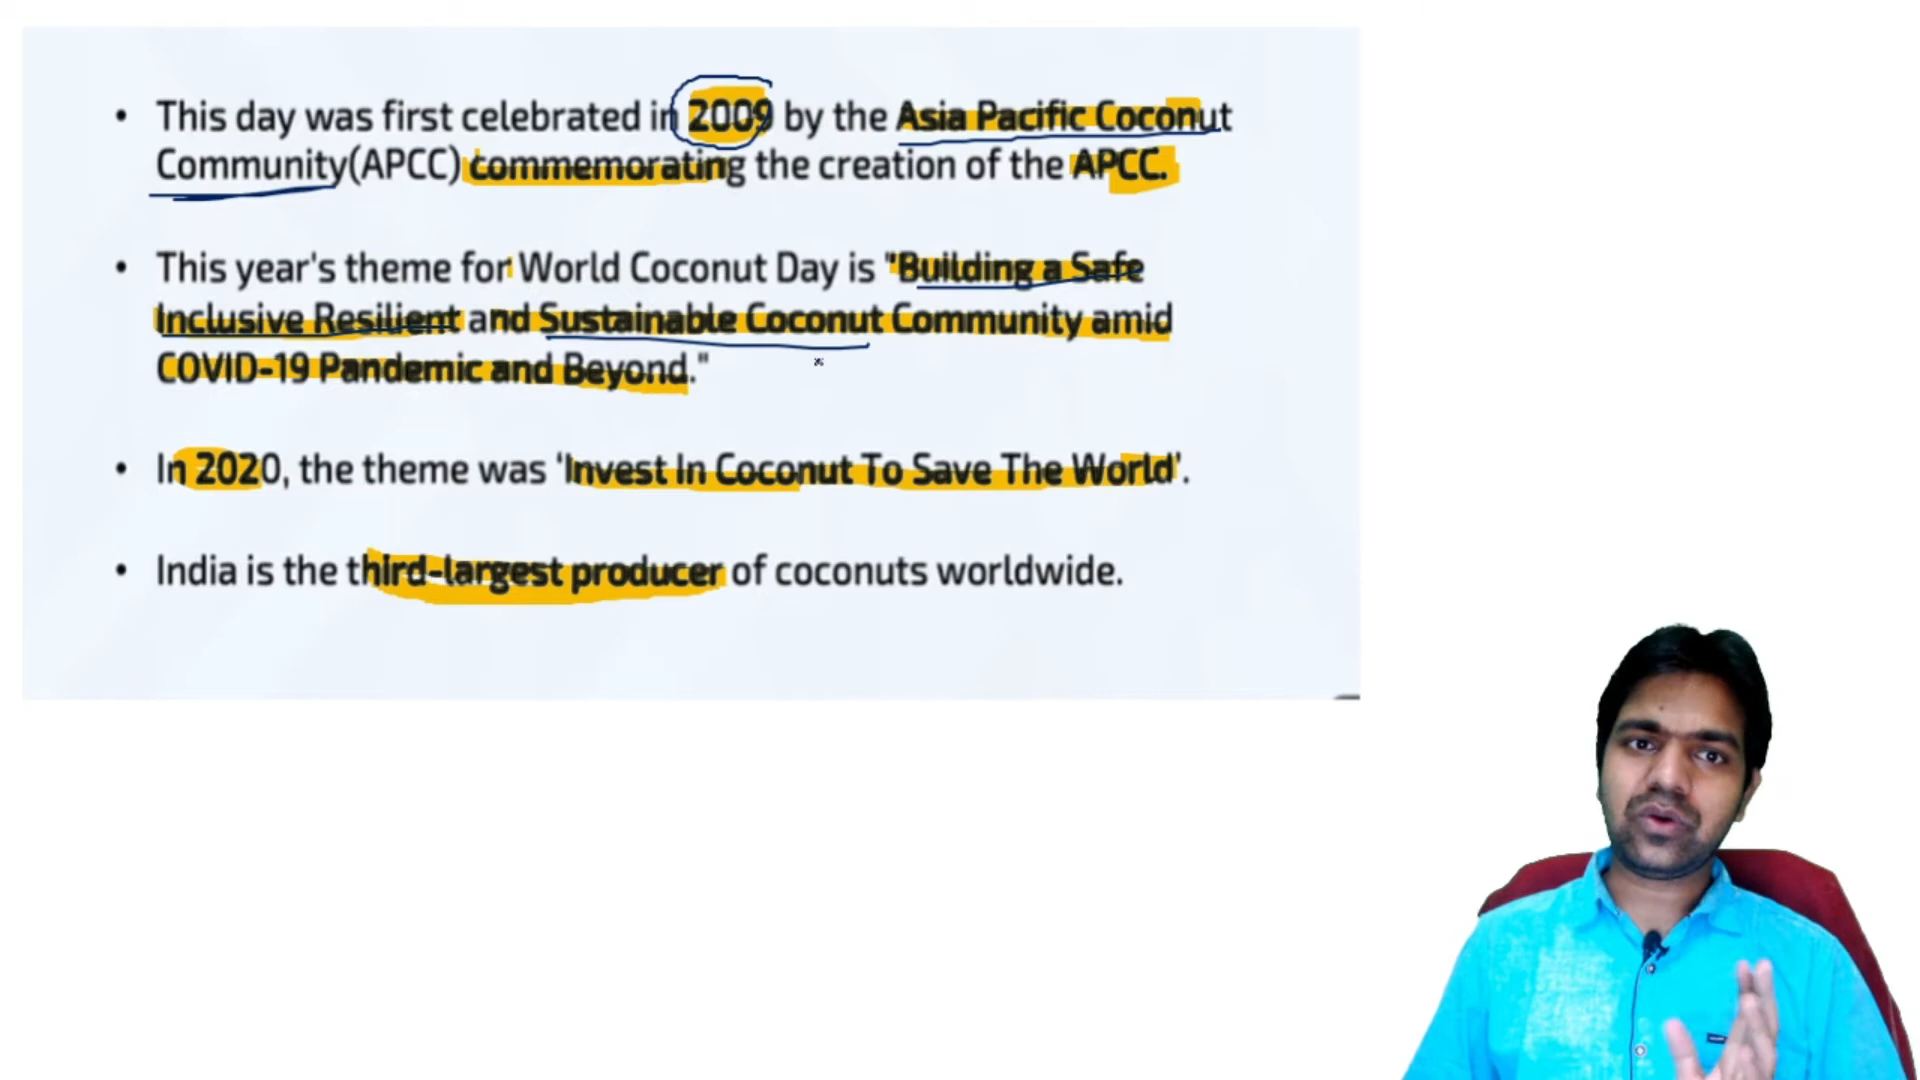 • This day was first celebrated in 2009 by the Asia Pacific Coconut
Community(APCC) commemorating the creation of the APCC.
• This year's theme for World Coconut Day is "Building a Safe
Inclusive Resilient and Sustainable Coconut Community amid
COVID-19 Pandemic and Beyond."
• In 2020, the theme was ‘Invest In Coconut To Save The World’.
• India is the third-largest producer of coconuts worldwide.